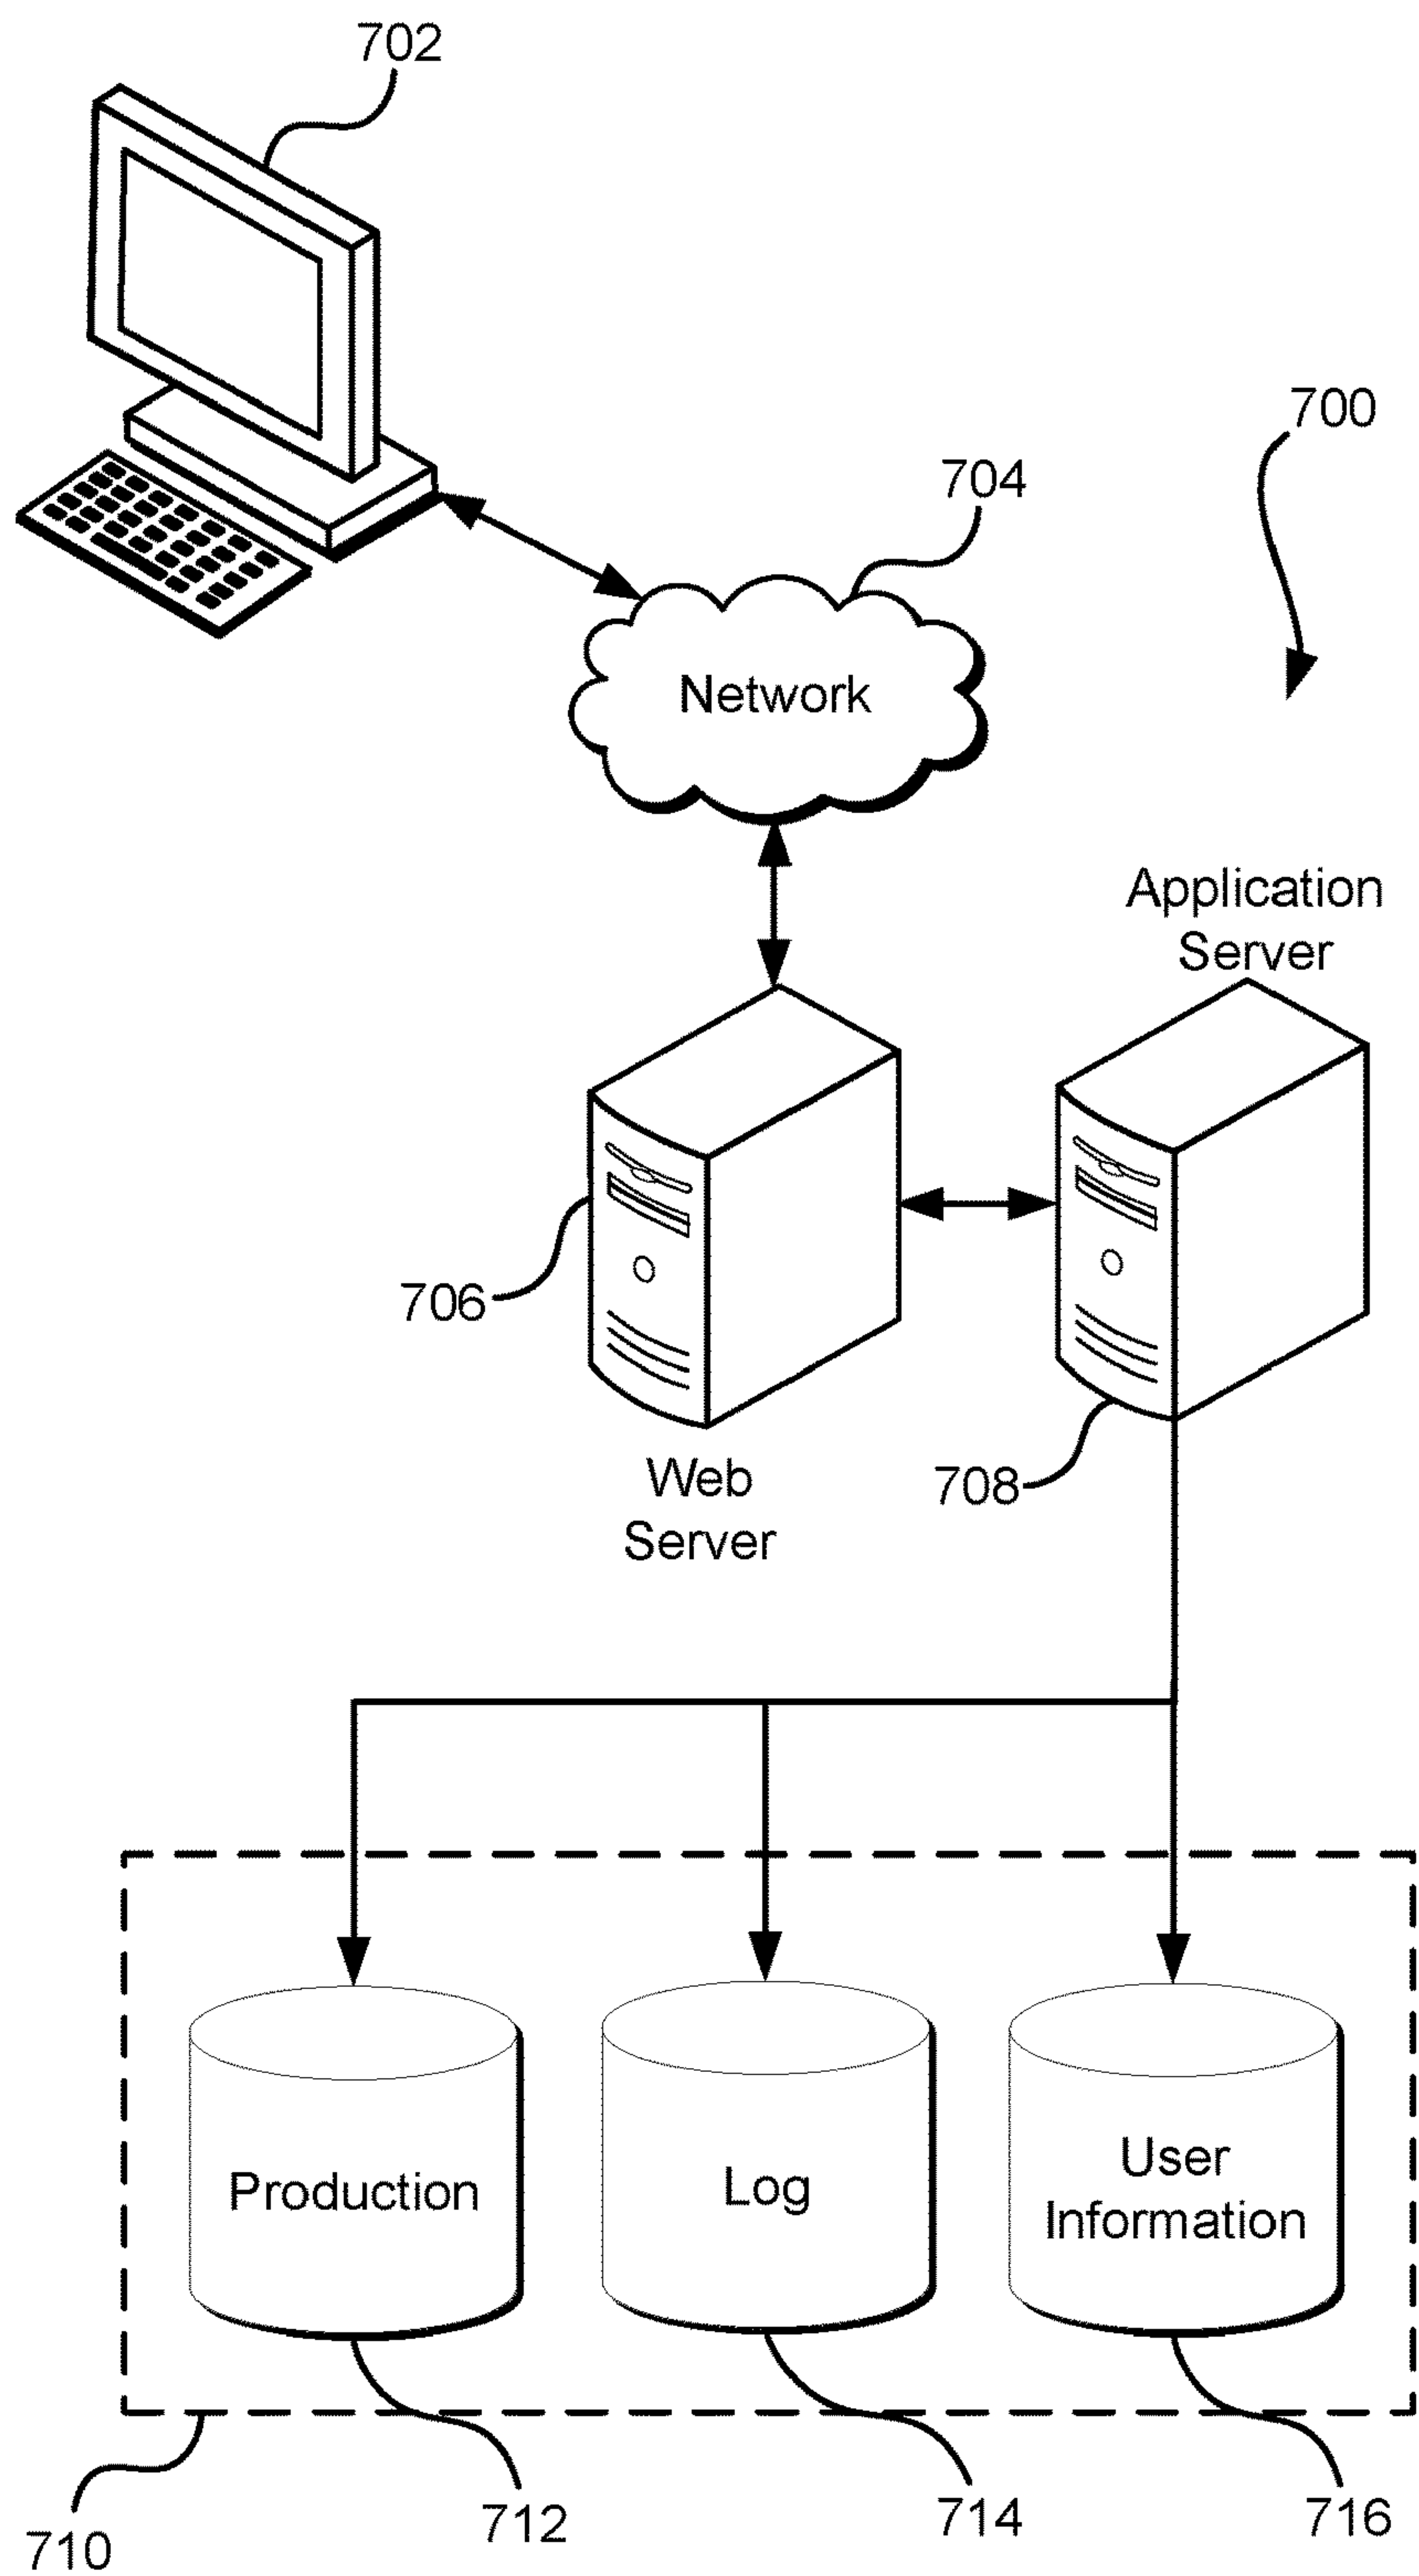 702
700
704
Network
Application
Server
706
Web
Server
708
Production
Log
User
Information
710
712
714
716